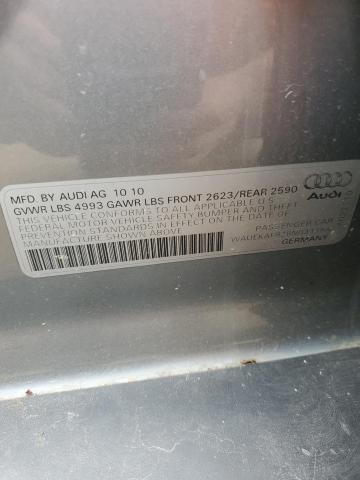 MFD. BY AUDI AG 10 10
GVWR LBS 4993 GAWR LBS FRONT 2623/REAR 2590
THIS VEHICLE CONFORMS TO ALL APPLICABLE U.S.
FEDERAL MOTOR VEHICLE SAFETY BUMPER AND THEFT
PREVENTION STANDARDS IN EFFECT ON THE DATE OF
MANUFACTURE SHOWN ABOVE
PASSENGER CAR
GERMANY
Audi